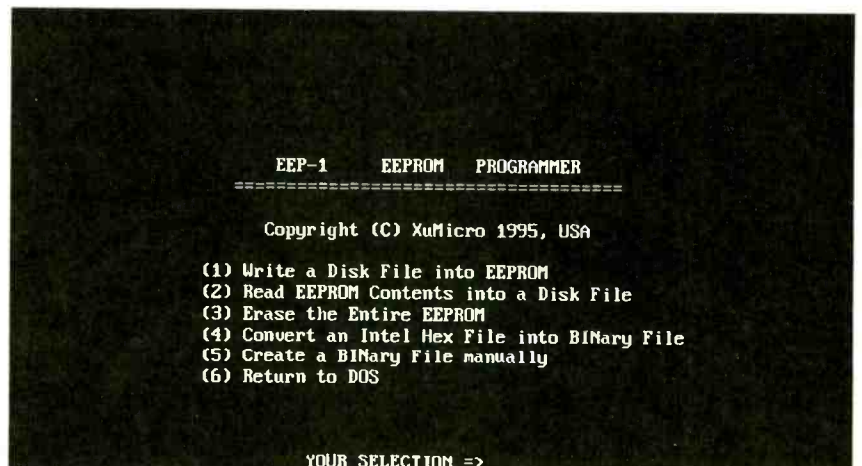 EEP-1 EEPROM PROGRAMMER
=====================================
Copyright (C) XuMicro 1995, USA
(1) Write a Disk File into EEPROM
(2) Read EEPROM Contents into a Disk File
(3) Erase the Entire EEPROM
(4) Convert an Intel Hex File into BINary File
(5) Create a BINary File manually
(6) Return to DOS
YOUR SELECTION =>